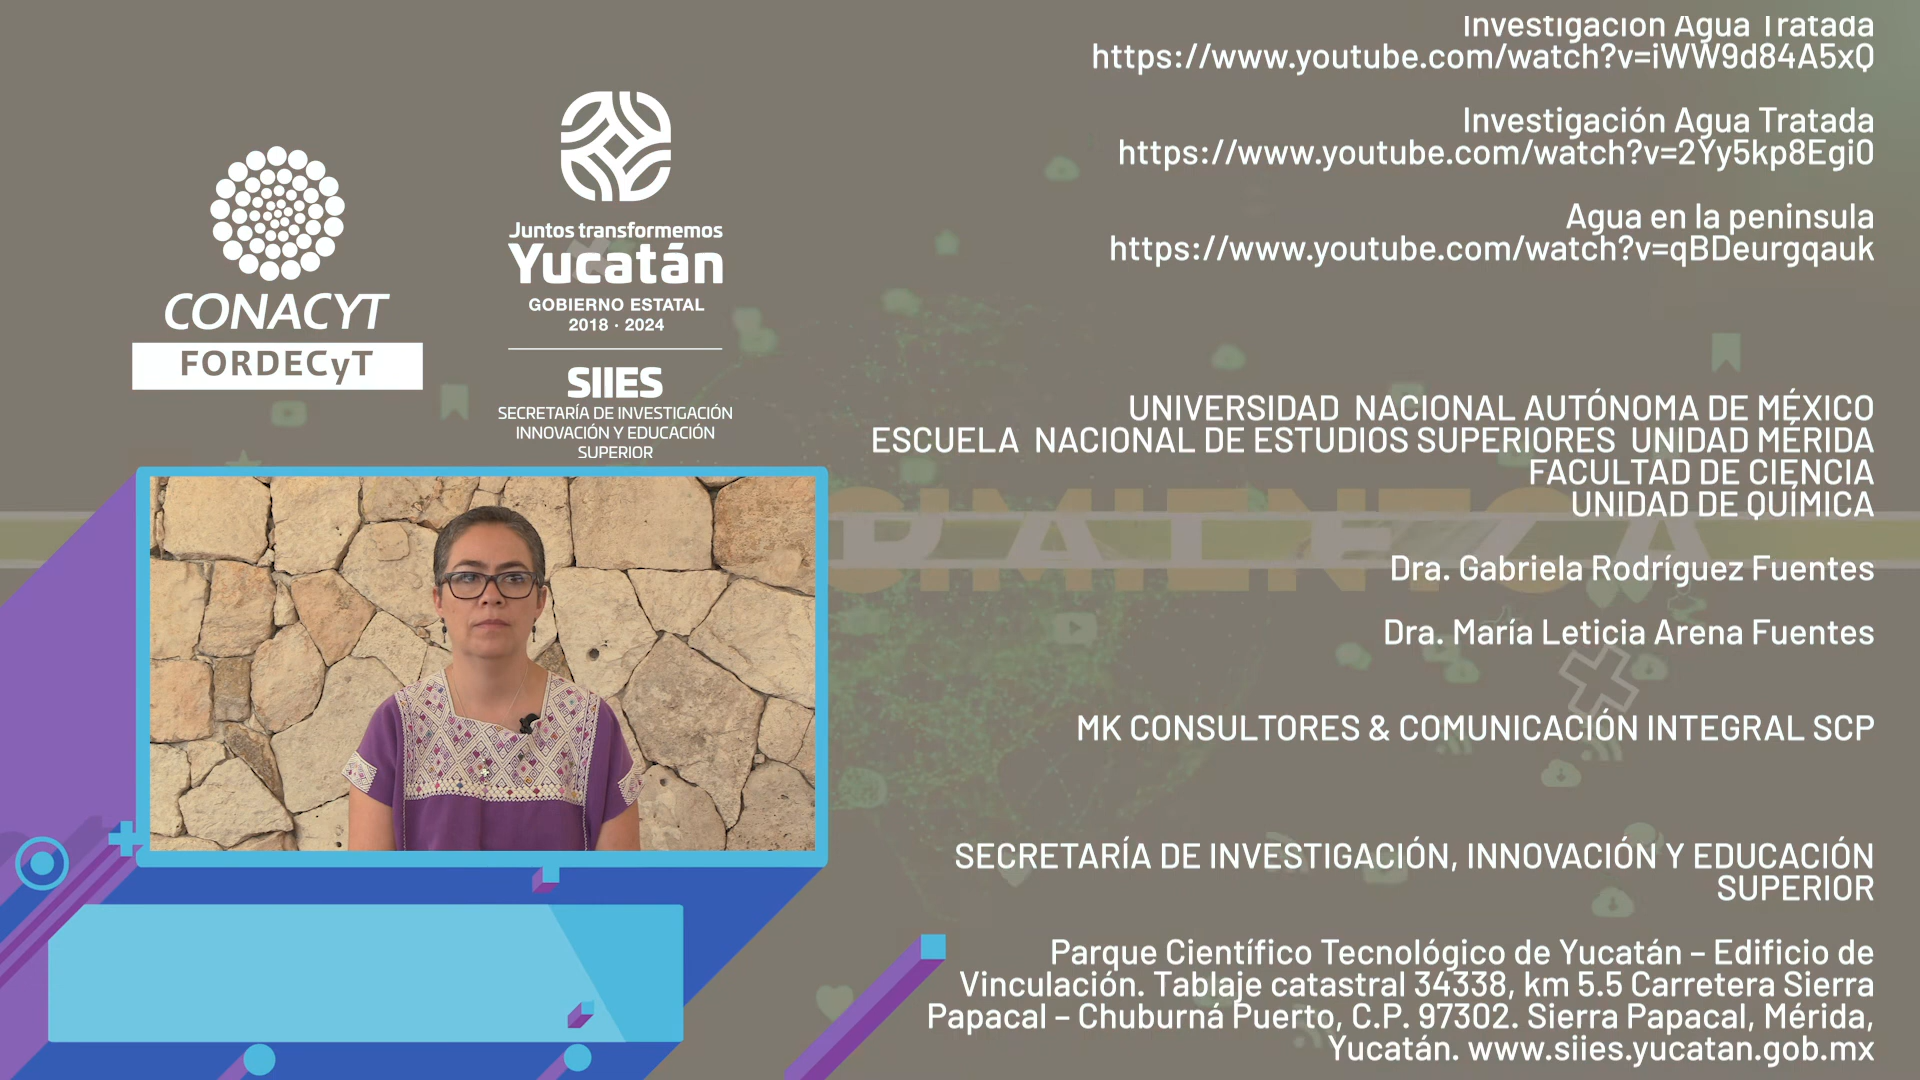 Investigación Agua Tratada
https://www.youtube.com/watch?v=iWW9d84A5xQ
Investigación Agua Tratada
https://www.youtube.com/watch?v=2Yy5kp8Egi0
Agua en la peninsula
https://www.youtube.com/watch?v=qBDeurgqauk
CONACYT
FORDECyT
Juntos transformemos
Yucatán
GOBIERNO ESTATAL
2018 · 2024
SIIES
SECRETARÍA DE INVESTIGACIÓN
INNOVACIÓN Y EDUCACIÓN
SUPERIOR
UNIVERSIDAD NACIONAL AUTÓNOMA DE MÉXICO
ESCUELA NACIONAL DE ESTUDIOS SUPERIORES UNIDAD MÉRIDA
FACULTAD DE CIENCIA
UNIDAD DE QUÍMICA
Dra. Gabriela Rodríguez Fuentes
Dra. María Leticia Arena Fuentes
MK CONSULTORES & COMUNICACIÓN INTEGRAL SCP
SECRETARÍA DE INVESTIGACIÓN, INNOVACIÓN Y EDUCACIÓN
SUPERIOR
Parque Científico Tecnológico de Yucatán – Edificio de
Vinculación. Tablaje catastral 34338, km 5.5 Carretera Sierra
Papacal – Chuburná Puerto, C.P. 97302. Sierra Papacal, Mérida,
Yucatán. www.siies.yucatan.gob.mx